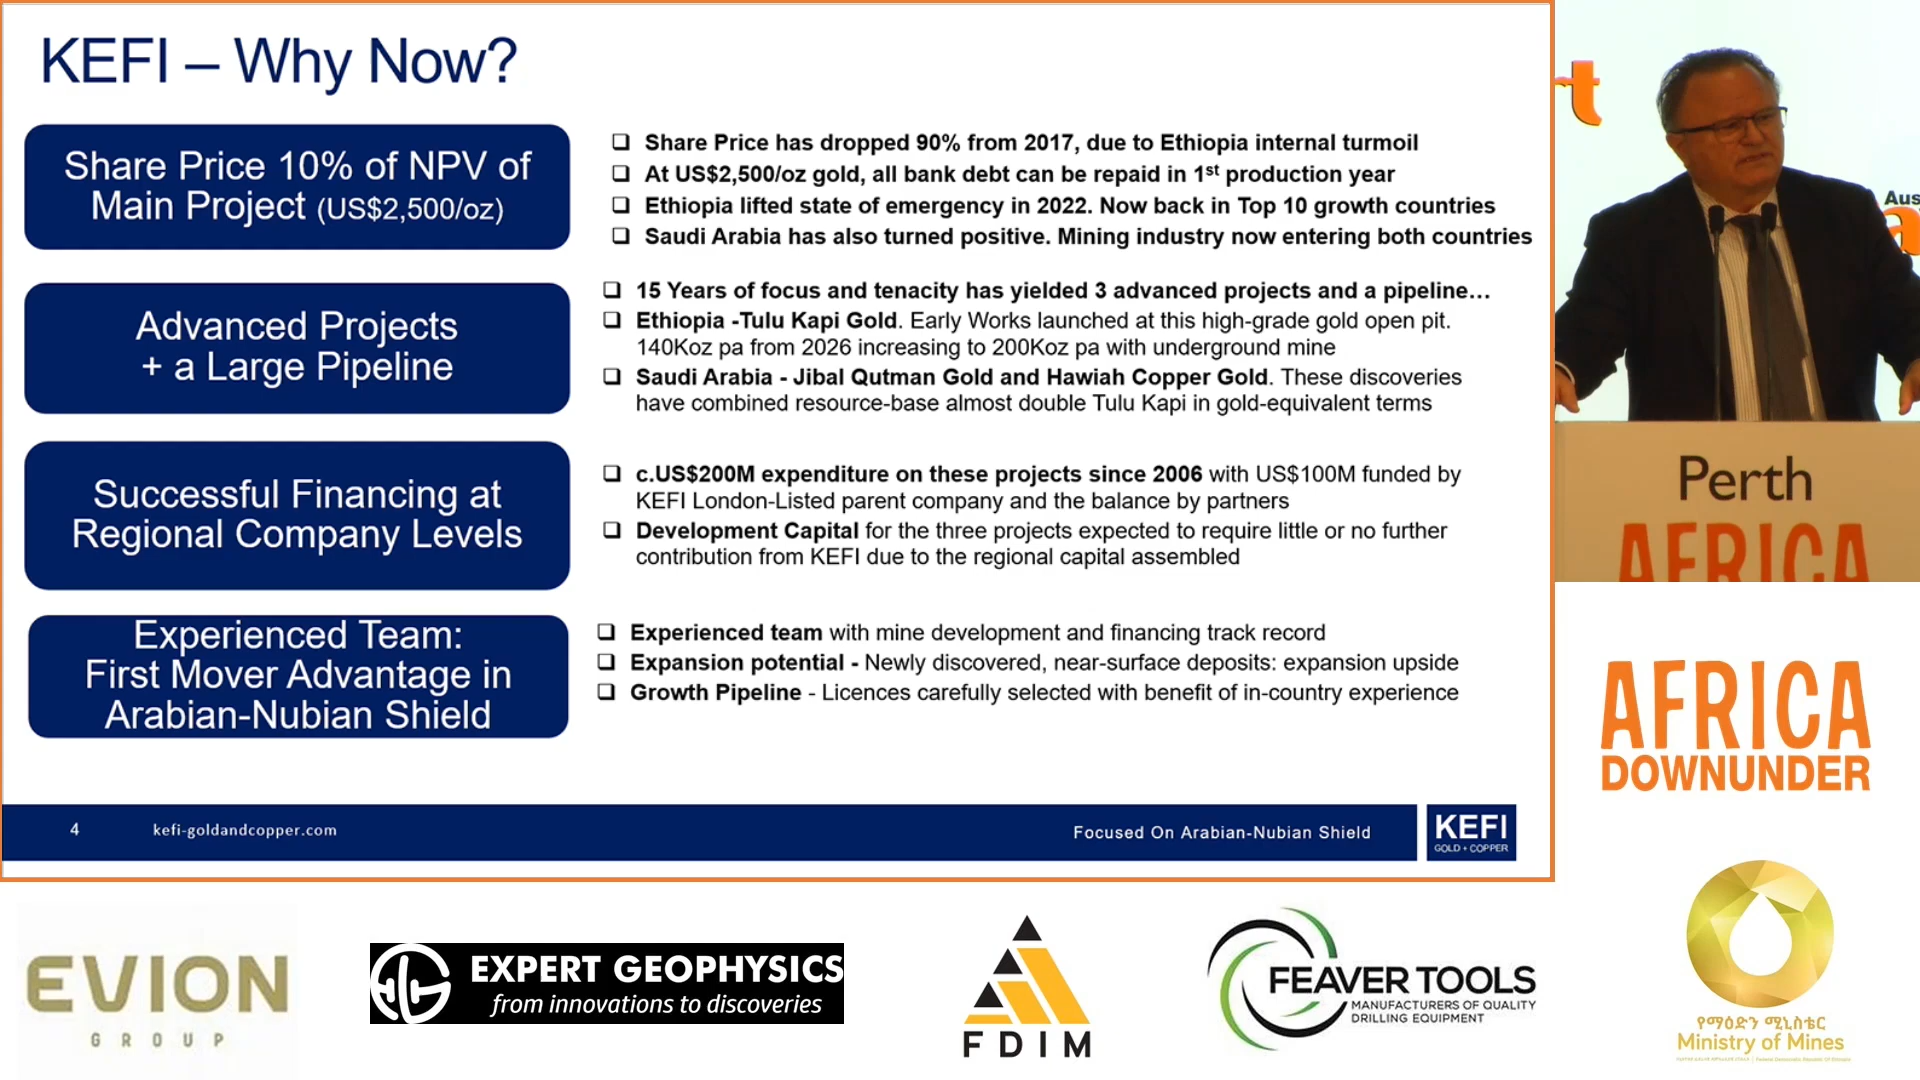 KEFI – Why Now?
Share Price 10% of NPV of
Main Project (US$2,500/oz)
❑ Share Price has dropped 90% from 2017, due to Ethiopia internal turmoil
❑ At US$2,500/oz gold, all bank debt can be repaid in 1st production year
❑ Ethiopia lifted state of emergency in 2022. Now back in Top 10 growth countries
❑ Saudi Arabia has also turned positive. Mining industry now entering both countries
Advanced Projects
+ a Large Pipeline
❑ 15 Years of focus and tenacity has yielded 3 advanced projects and a pipeline…
❑ Ethiopia -Tulu Kapi Gold. Early Works launched at this high-grade gold open pit.
140Koz pa from 2026 increasing to 200Koz pa with underground mine
❑ Saudi Arabia - Jibal Qutman Gold and Hawiah Copper Gold. These discoveries
have combined resource-base almost double Tulu Kapi in gold-equivalent terms
Successful Financing at
Regional Company Levels
❑ c.US$200M expenditure on these projects since 2006 with US$100M funded by
KEFI London-Listed parent company and the balance by partners
❑ Development Capital for the three projects expected to require little or no further
contribution from KEFI due to the regional capital assembled
Experienced Team:
First Mover Advantage in
Arabian-Nubian Shield
❑ Experienced team with mine development and financing track record
❑ Expansion potential - Newly discovered, near-surface deposits: expansion upside
❑ Growth Pipeline - Licences carefully selected with benefit of in-country experience
4
kefi-goldandcopper.com
Focused On Arabian-Nubian Shield
KEFI
GOLD + COPPER
rt
Aus
a
Perth
AFRICA
AFRICA
DOWNUNDER
EVION
GROUP
EXPERT GEOPHYSICS
from innovations to discoveries
FDIM
FEAVER TOOLS
MANUFACTURERS OF QUALITY
DRILLING EQUIPMENT
የማዕድን ሚኒስቴር
Ministry of Mines